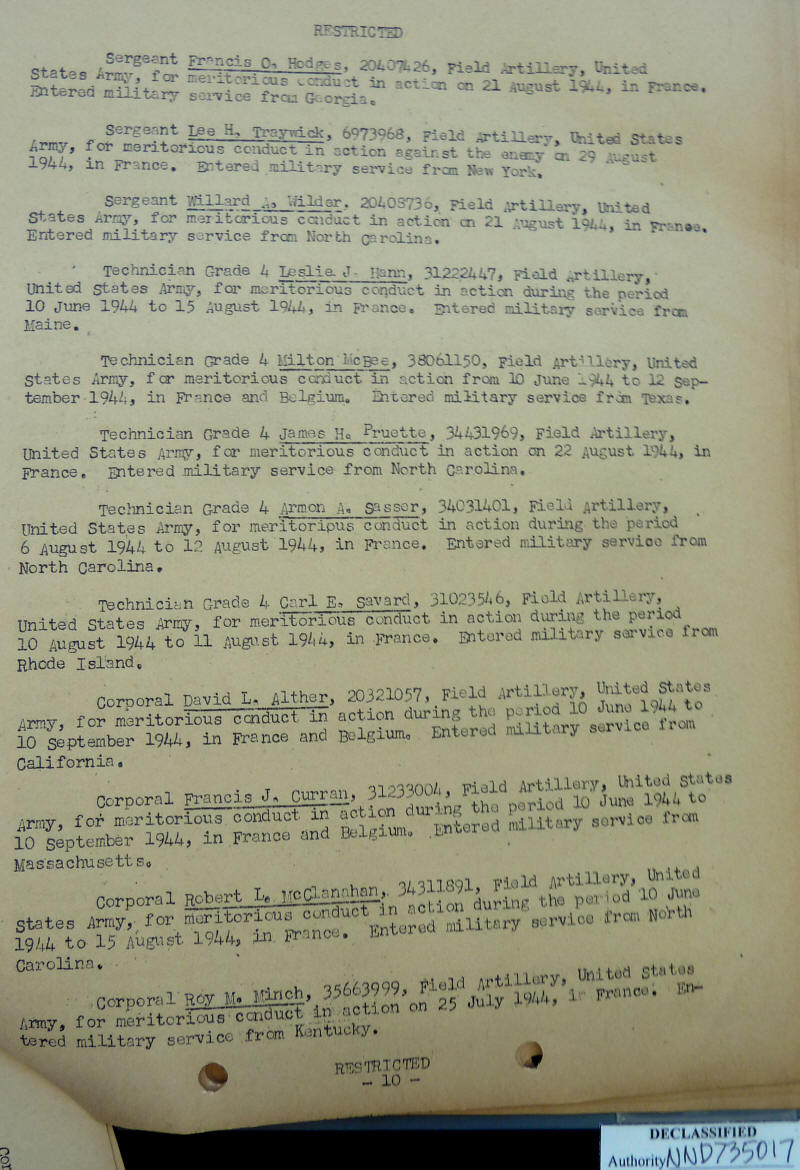 RESTRICTED
Sergeant Francis O. Hodges, 20407426, Field Artillery, United
States Army, for meritorious conduct in action on 21 August 1944, in France.
Entered military service from Georgia.
Sergeant Lee H. Traywick, 6973968, Field Artillery, United States
Army, for meritorious conduct in action against the enemy on 29 August
1944, in France. Entered military service from New York.
Sergeant Willard A. Wilder, 20408736, Field Artillery, United
States Army, for meritorious conduct in action on 21 August 1944, in France.
Entered military service from North Carolina.
Technician Grade 4 Leslie J. Hann, 31222447, Field Artillery,
United States Army, for meritorious conduct in action during the period
10 June 1944 to 15 August 1944, in France. Entered military service from
Maine.
Technician Grade 4 Milton McBee, 38061150, Field Artillery, United
States Army, for meritorious conduct in action from 10 June 1944 to 12 Sep-
tember 1944, in France and Belgium. Entered military service from Texas.
Technician Grade 4 James H. Pruette, 34431969, Field Artillery,
United States Army, for meritorious conduct in action on 22 August 1944, in
France. Entered military service from North Carolina.
Technician Grade 4 Armon A. Sasser, 34031401, Field Artillery,
United States Army, for meritorious conduct in action during the period
6 August 1944 to 12 August 1944, in France. Entered military service from
North Carolina.
Technician Grade 4 Carl E. Savard, 31023546, Field Artillery,
United States Army, for meritorious conduct in action during the period
10 August 1944 to 11 August 1944, in France. Entered military service from
Rhode Island.
Corporal David L. Alther, 20321057, Field Artillery, United States
Army, for meritorious conduct in action during the period 10 June 1944 to
10 September 1944, in France and Belgium. Entered military service from
California.
Corporal Francis J. Curran, 31233004, Field Artillery, United States
Army, for meritorious conduct in action during the period 10 June 1944 to
10 September 1944, in France and Belgium. Entered military service from
Massachusetts.
Corporal Robert L. McClanahan, 34311891, Field Artillery, United
States Army, for meritorious conduct in action during the period 10 June
1944 to 15 August 1944, in France. Entered military service from North
Carolina.
Corporal Roy M. Minch, 35663999, Field Artillery, United States
Army, for meritorious conduct in action on 25 July 1944, in France. En-
tered military service from Kentucky.
RESTRICTED
- 10 -
DECLASSIFIED
Authority NND735017
Cor